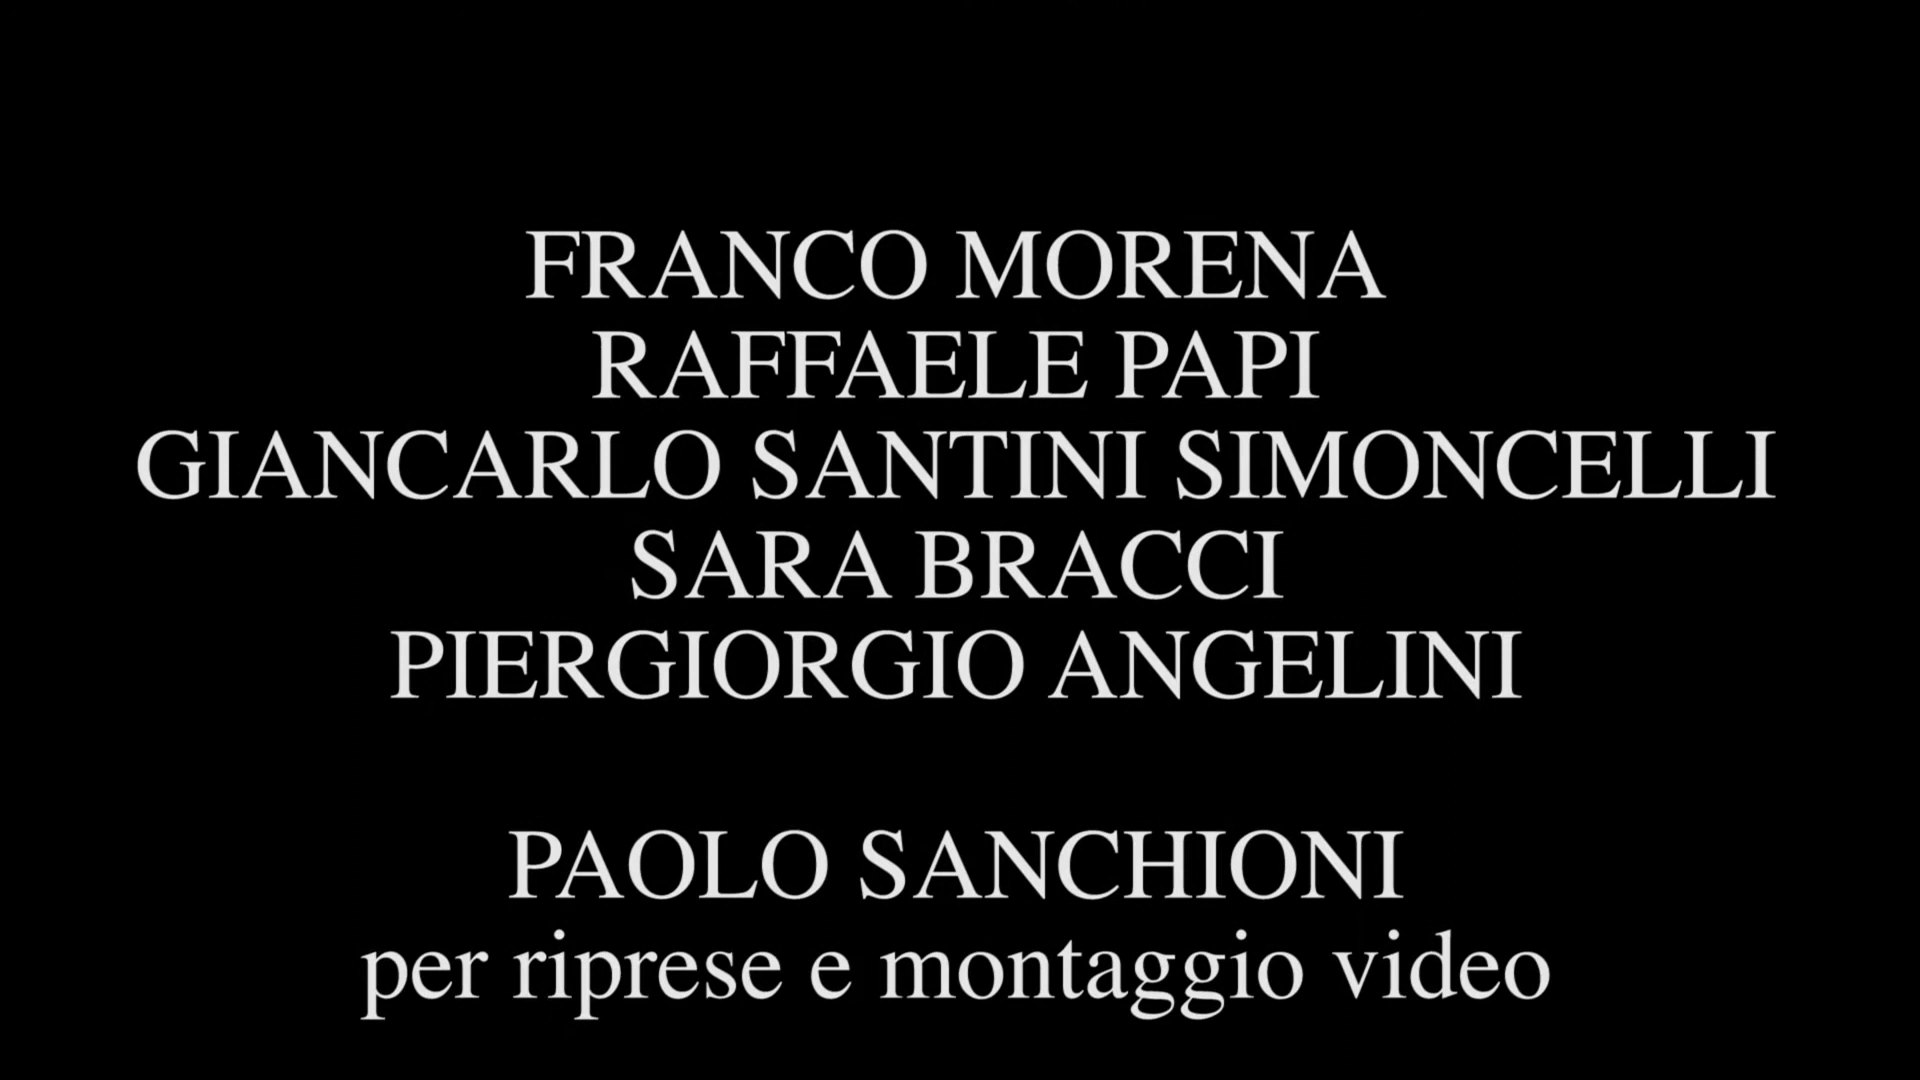 FRANCO MORENA
RAFFAELE PAPI
GIANCARLO SANTINI SIMONCELLI
SARA BRACCI
PIERGIORGIO ANGELINI
PAOLO SANCHIONI
per riprese e montaggio video